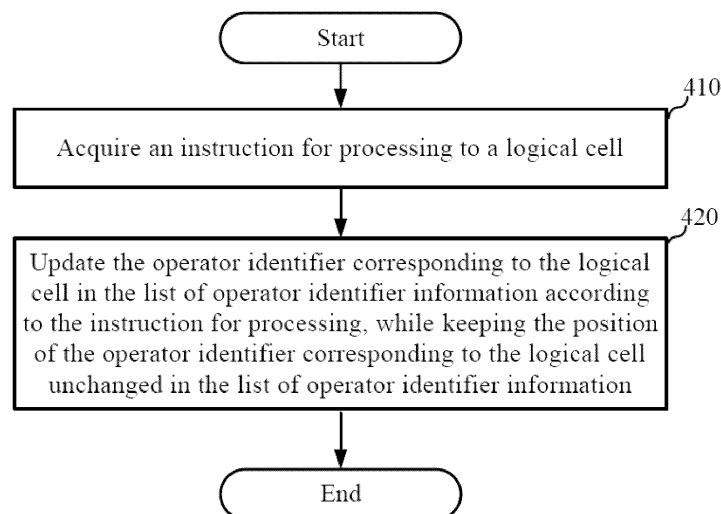 Start
410
Acquire an instruction for processing to a logical cell
420
Update the operator identifier corresponding to the logical
cell in the list of operator identifier information according
to the instruction for processing, while keeping the position
of the operator identifier corresponding to the logical cell
unchanged in the list of operator identifier information
End